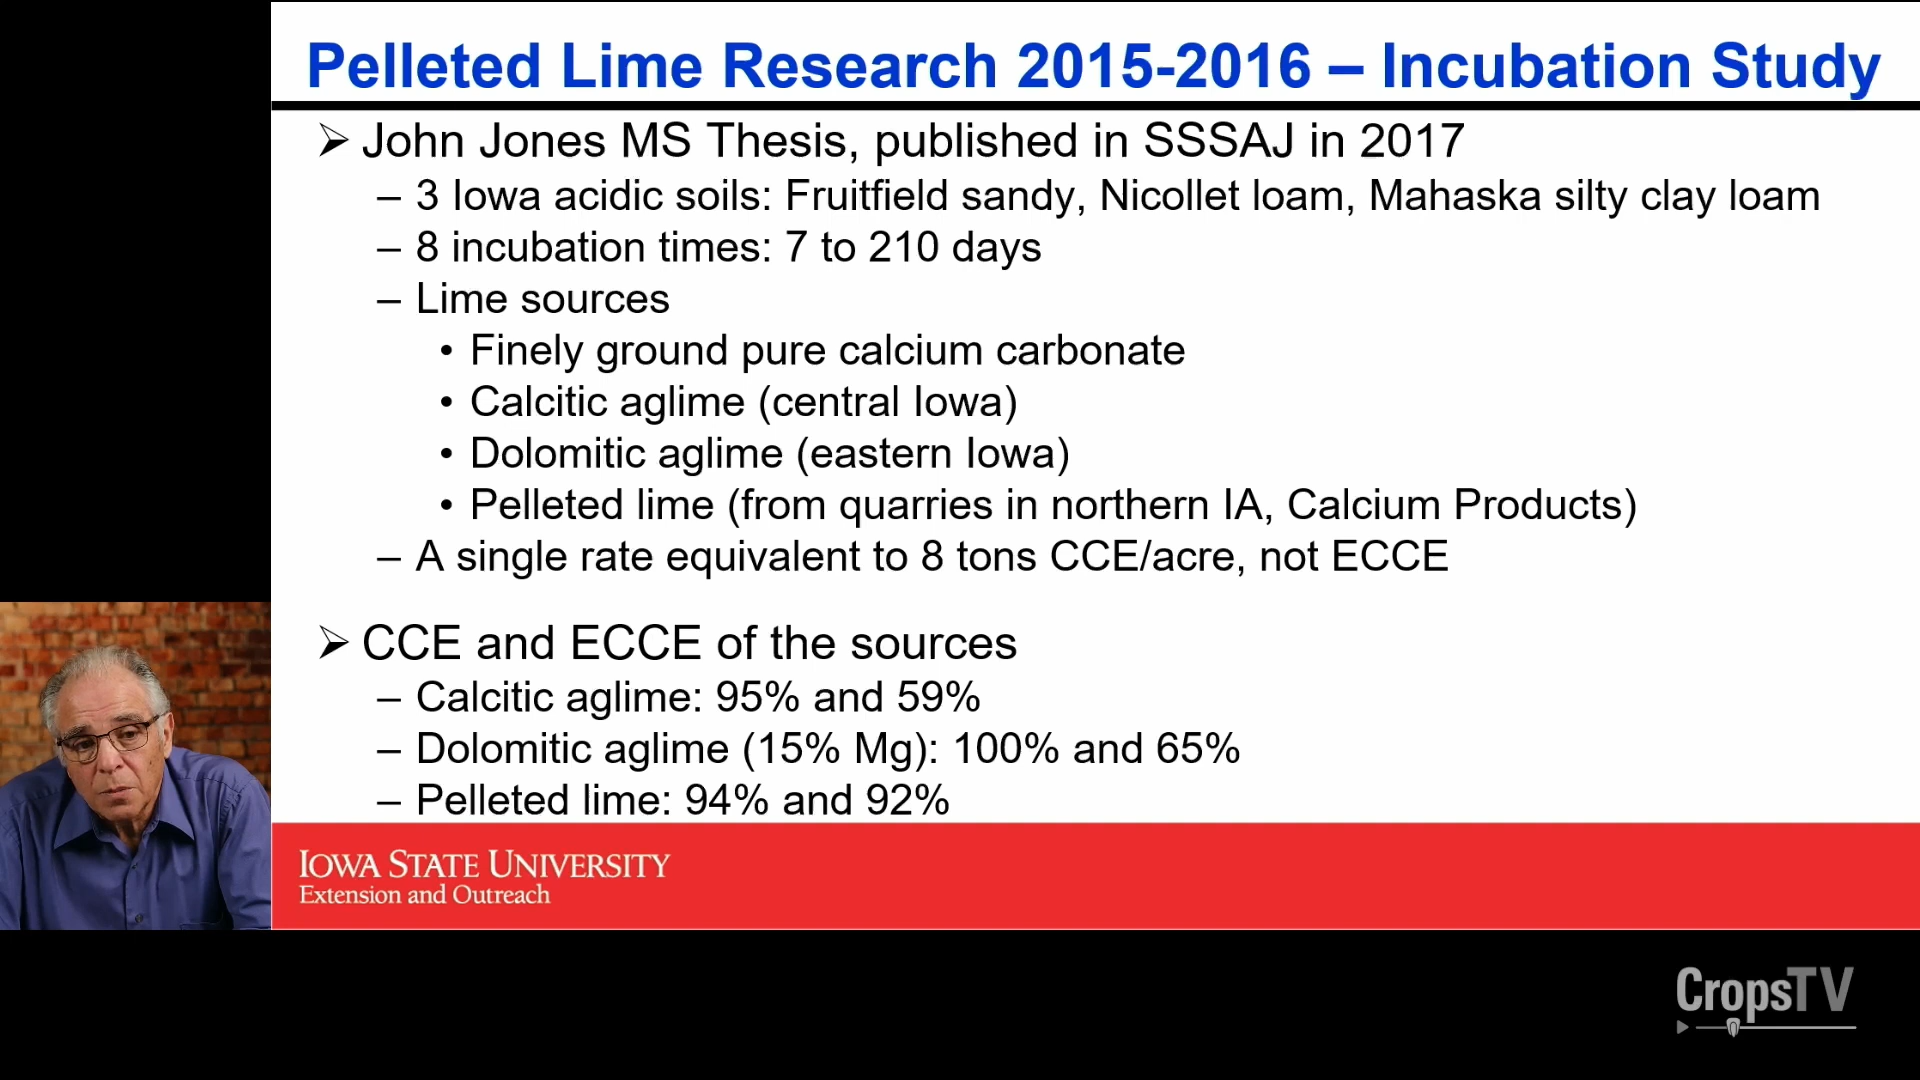 Pelleted Lime Research 2015-2016 – Incubation Study
➢ John Jones MS Thesis, published in SSSAJ in 2017
– 3 Iowa acidic soils: Fruitfield sandy, Nicollet loam, Mahaska silty clay loam
– 8 incubation times: 7 to 210 days
– Lime sources
• Finely ground pure calcium carbonate
• Calcitic aglime (central Iowa)
• Dolomitic aglime (eastern Iowa)
• Pelleted lime (from quarries in northern IA, Calcium Products)
– A single rate equivalent to 8 tons CCE/acre, not ECCE
➢ CCE and ECCE of the sources
– Calcitic aglime: 95% and 59%
– Dolomitic aglime (15% Mg): 100% and 65%
– Pelleted lime: 94% and 92%
IOWA STATE UNIVERSITY
Extension and Outreach
CropsTV